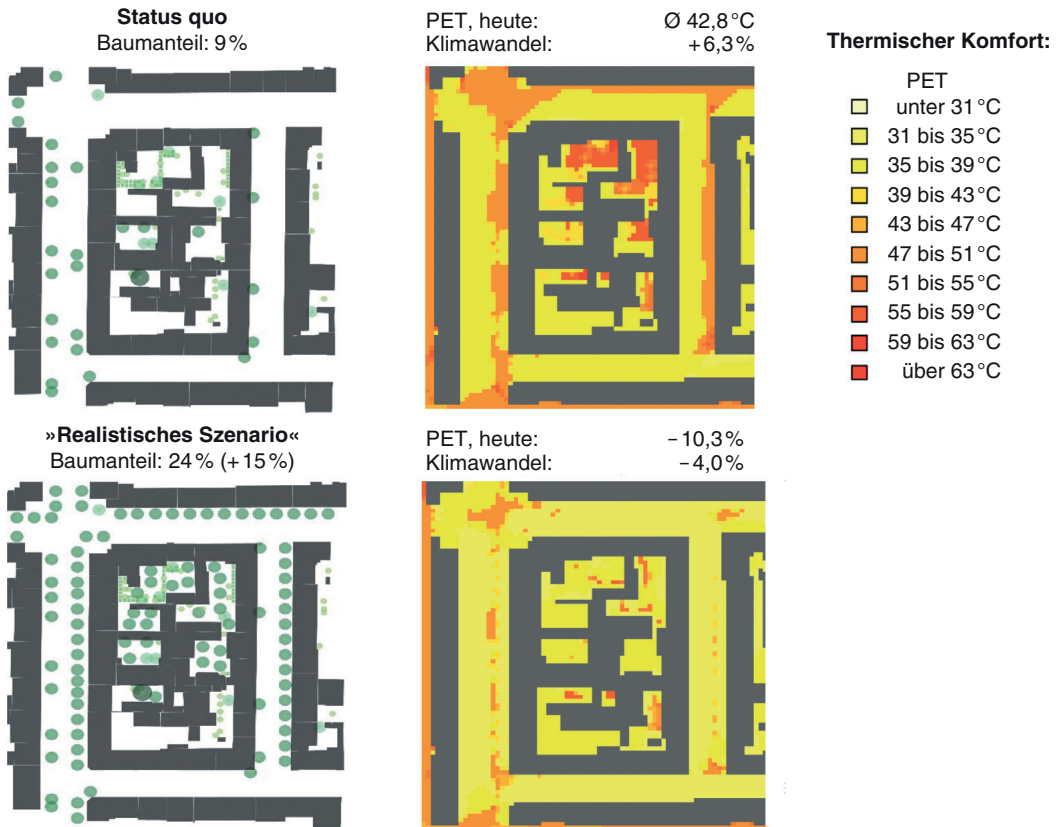 Status quo
Baumanteil: 9 %
PET, heute: Ø 42,8 °C
Klimawandel: +6,3 %
Thermischer Komfort:
PET
unter 31 °C
31 bis 35 °C
35 bis 39 °C
39 bis 43 °C
43 bis 47 °C
47 bis 51 °C
51 bis 55 °C
55 bis 59 °C
59 bis 63 °C
über 63 °C
»Realistisches Szenario«
Baumanteil: 24 % (+ 15 %)
PET, heute: − 10,3 %
Klimawandel: − 4,0 %